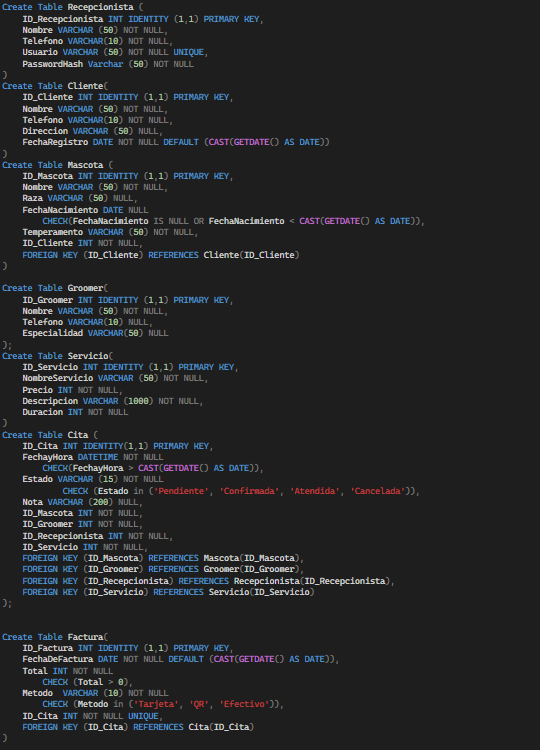 Create Table Recepcionista (
ID_Recepcionista INT IDENTITY (1,1) PRIMARY KEY,
Nombre VARCHAR (50) NOT NULL,
Telefono VARCHAR(10) NOT NULL,
Usuario VARCHAR (50) NOT NULL UNIQUE,
PasswordHash Varchar (50) NOT NULL
)
Create Table Cliente(
ID_Cliente INT IDENTITY (1,1) PRIMARY KEY,
Nombre VARCHAR (50) NOT NULL,
Telefono VARCHAR(10) NOT NULL,
Direccion VARCHAR (50) NULL,
FechaRegistro DATE NOT NULL DEFAULT (CAST(GETDATE() AS DATE))
)
Create Table Mascota (
ID_Mascota INT IDENTITY (1,1) PRIMARY KEY,
Nombre VARCHAR (50) NOT NULL,
Raza VARCHAR (50) NULL,
FechaNacimiento DATE NULL
CHECK(FechaNacimiento IS NULL OR FechaNacimiento < CAST(GETDATE() AS DATE)),
Temperamento VARCHAR (50) NOT NULL,
ID_Cliente INT NOT NULL,
FOREIGN KEY (ID_Cliente) REFERENCES Cliente(ID_Cliente)
)
Create Table Groomer(
ID_Groomer INT IDENTITY (1,1) PRIMARY KEY,
Nombre VARCHAR (50) NOT NULL,
Telefono VARCHAR(10) NULL,
Especialidad VARCHAR(50) NULL
);
Create Table Servicio(
ID_Servicio INT IDENTITY (1,1) PRIMARY KEY,
NombreServicio VARCHAR (50) NOT NULL,
Precio INT NOT NULL,
Descripcion VARCHAR (1000) NOT NULL,
Duracion INT NOT NULL
)
Create Table Cita (
ID_Cita INT IDENTITY(1,1) PRIMARY KEY,
FechayHora DATETIME NOT NULL
CHECK(FechayHora > CAST(GETDATE() AS DATE)),
Estado VARCHAR (15) NOT NULL
CHECK (Estado in ('Pendiente', 'Confirmada', 'Atendida', 'Cancelada')),
Nota VARCHAR (200) NULL,
ID_Mascota INT NOT NULL,
ID_Groomer INT NOT NULL,
ID_Recepcionista INT NOT NULL,
ID_Servicio INT NOT NULL,
FOREIGN KEY (ID_Mascota) REFERENCES Mascota(ID_Mascota),
FOREIGN KEY (ID_Groomer) REFERENCES Groomer(ID_Groomer),
FOREIGN KEY (ID_Recepcionista) REFERENCES Recepcionista(ID_Recepcionista),
FOREIGN KEY (ID_Servicio) REFERENCES Servicio(ID_Servicio)
);
Create Table Factura(
ID_Factura INT IDENTITY (1,1) PRIMARY KEY,
FechaDeFactura DATE NOT NULL DEFAULT (CAST(GETDATE() AS DATE)),
Total INT NOT NULL
CHECK (Total > 0),
Metodo VARCHAR (10) NOT NULL
CHECK (Metodo in ('Tarjeta', 'QR', 'Efectivo')),
ID_Cita INT NOT NULL UNIQUE,
FOREIGN KEY (ID_Cita) REFERENCES Cita(ID_Cita)
)